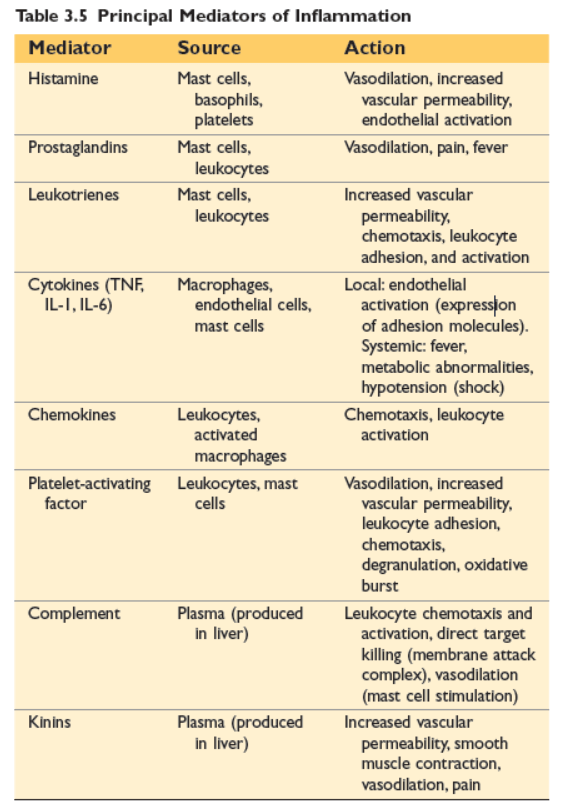 Table 3.5 Principal Mediators of Inflammation
Mediator Source Action
Histamine Mast cells, Vasodilation, increased
basophils, vascular permeability,
platelets endothelial activation
Prostaglandins Mast cells, Vasodilation, pain, fever
leukocytes
Leukotrienes Mast cells, Increased vascular
leukocytes permeability,
chemotaxis, leukocyte
adhesion, and activation
Cytokines (TNF, Macrophages, Local: endothelial
IL-1, IL-6) endothelial cells, activation (expression
mast cells of adhesion molecules).
Systemic: fever,
metabolic abnormalities,
hypotension (shock)
Chemokines Leukocytes, Chemotaxis, leukocyte
activated activation
macrophages
Platelet-activating Leukocytes, mast Vasodilation, increased
factor cells vascular permeability,
leukocyte adhesion,
chemotaxis,
degranulation, oxidative
burst
Complement Plasma (produced Leukocyte chemotaxis and
in liver) activation, direct target
killing (membrane attack
complex), vasodilation
(mast cell stimulation)
Kinins Plasma (produced Increased vascular
in liver) permeability, smooth
muscle contraction,
vasodilation, pain